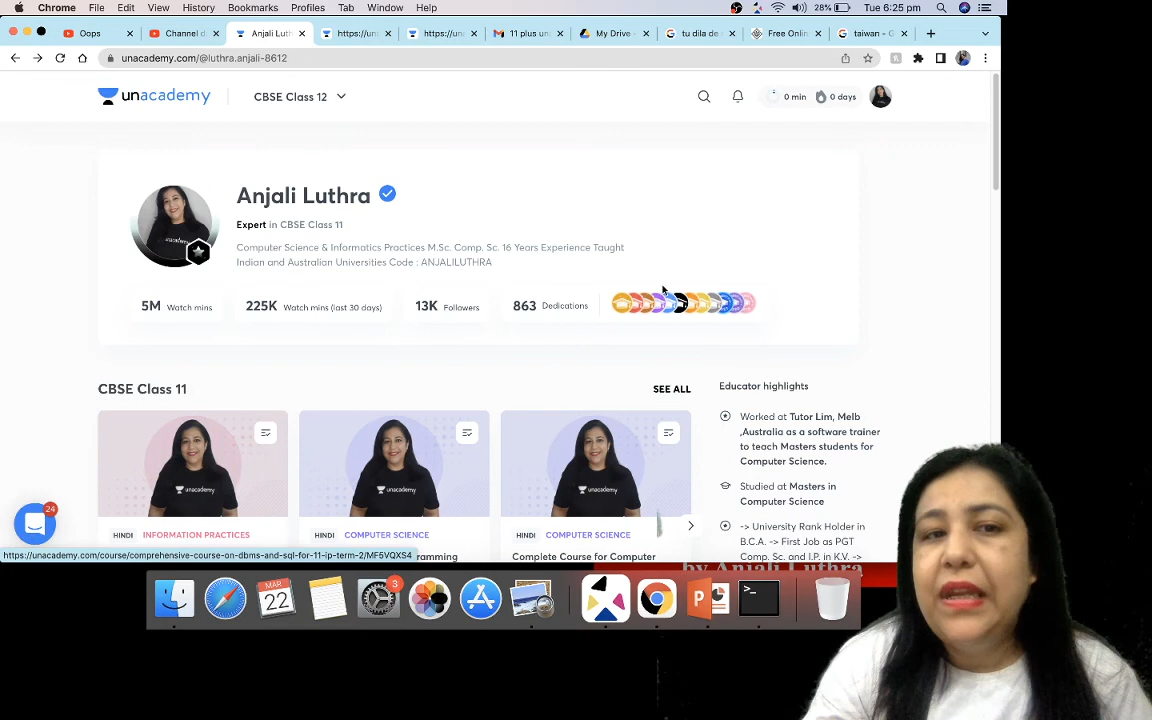 Chrome File Edit View History Bookmarks Profiles Tab Window Help 28% Tue 6:25 pm
Oops Channel d Anjali Luth https://una https://una 11 plus un My Drive - tu dila de Free Onlin taiwan - G
unacademy.com/@luthra.anjali-8612
unacademy CBSE Class 12 0 min 0 days
Anjali Luthra
Expert in CBSE Class 11
Computer Science & Informatics Practices M.Sc. Comp. Sc. 16 Years Experience Taught
Indian and Australian Universities Code : ANJALILUTHRA
5M Watch mins 225K Watch mins (last 30 days) 13K Followers 863 Dedications
CBSE Class 11 SEE ALL
unacademy unacademy unacademy
HINDI INFORMATION PRACTICES HINDI COMPUTER SCIENCE HINDI COMPUTER SCIENCE
Complete Course for Computer
Educator highlights
Worked at Tutor Lim, Melb
,Australia as a software trainer
to teach Masters students for
Computer Science.
Studied at Masters in
Computer Science
-> University Rank Holder in
B.C.A. -> First Job as PGT
Comp. Sc. and I.P. in K.V. ->
24
https://unacademy.com/course/comprehensive-course-on-dbms-and-sql-for-11-ip-term-2/MF5VQXS4
by Anjali Luthra
MAR
22
3